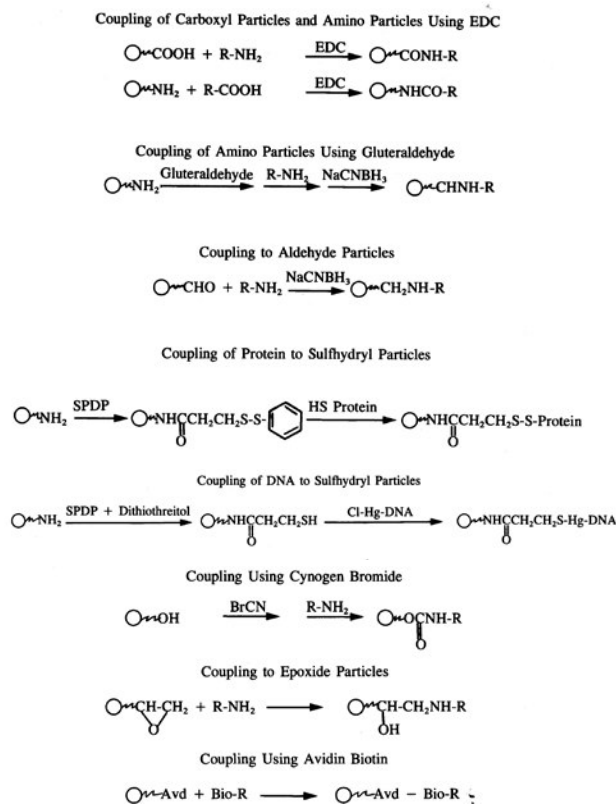 Coupling of Carboxyl Particles and Amino Particles Using EDC
COOH + R-NH₂ EDC CONH-R
NH₂ + R-COOH EDC NHCO-R
Coupling of Amino Particles Using Gluteraldehyde
NH₂ Gluteraldehyde R-NH₂ NaCNBH₃ CHNH-R
Coupling to Aldehyde Particles
CHO + R-NH₂ NaCNBH₃ CH₂NH-R
Coupling of Protein to Sulfhydryl Particles
NH₂ SPDP NHCCH₂CH₂S-S- HS Protein NHCCH₂CH₂S-S-Protein
O O
Coupling of DNA to Sulfhydryl Particles
NH₂ SPDP + Dithiothreitol NHCCH₂CH₂SH Cl-Hg-DNA NHCCH₂CH₂S-Hg-DNA
O O
Coupling Using Cynogen Bromide
OH BrCN R-NH₂ OCNH-R
O
Coupling to Epoxide Particles
CH-CH₂ + R-NH₂ CH-CH₂NH-R
O OH
Coupling Using Avidin Biotin
Avd + Bio-R Avd – Bio-R